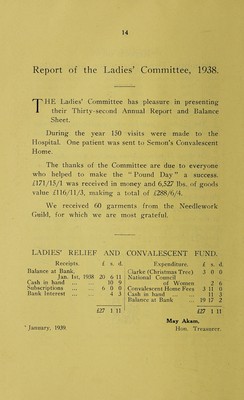 14
Report of the Ladies' Committee, 1938.
THE Ladies' Committee has pleasure in presenting
their Thirty-second Annual Report and Balance
Sheet.
During the year 150 visits were made to the
Hospital. One patient was sent to Semon's Convalescent
Home.
The thanks of the Committee are due to everyone
who helped to make the "Pound Day" a success.
£171/15/1 was received in money and 6,527 lbs. of goods
value £116/11/3, making a total of £288/6/4.
We received 60 garments from the Needlework
Guild, for which we are most grateful.
LADIES' RELIEF AND CONVALESCENT FUND.
Receipts. £ s. d.
Balance at Bank,
Jan. 1st, 1938 20 6 11
Cash in hand ... ... 10 9
Subscriptions ... ... 6 0 0
Bank Interest ... ... 4 3
£27 1 11
Expenditure. £ s. d.
Clarke (Christmas Tree) 3 0 0
National Council
of Women 2 6
Convalescent Home Fees 3 11 0
Cash in hand ... ... 11 3
Balance at Bank ... 19 17 2
£27 1 11
May Akam,
January, 1939. Hon. Treasurer.